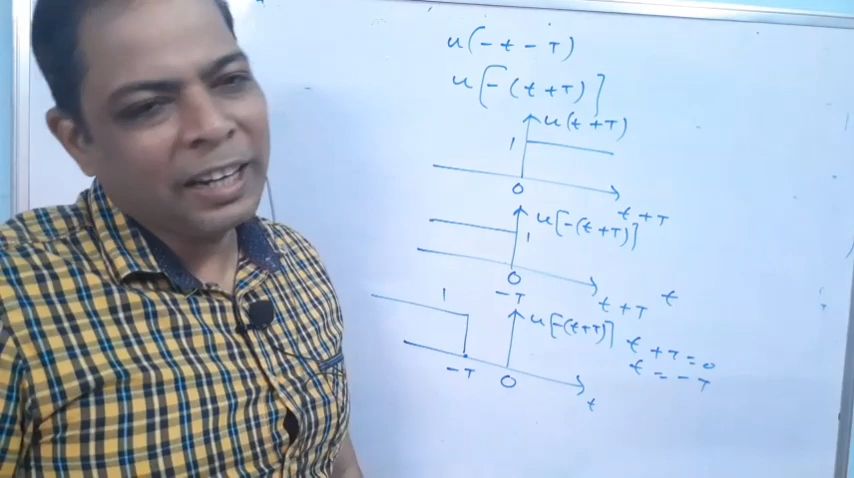 u(-t-T)
u[-(t+T)]
u(t+T)
1
0
t+T
u[-(t+T)]
1
0
-T
t+T
t
1
u[-(t+T)]
t+T=0
t=-T
-T
0
t